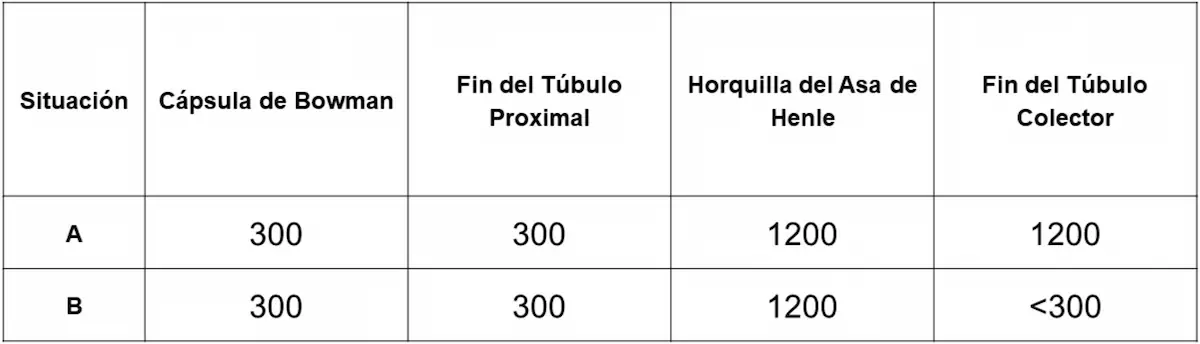 Situación Cápsula de Bowman Fin del Túbulo Proximal Horquilla del Asa de Henle Fin del Túbulo Colector
A 300 300 1200 1200
B 300 300 1200 <300